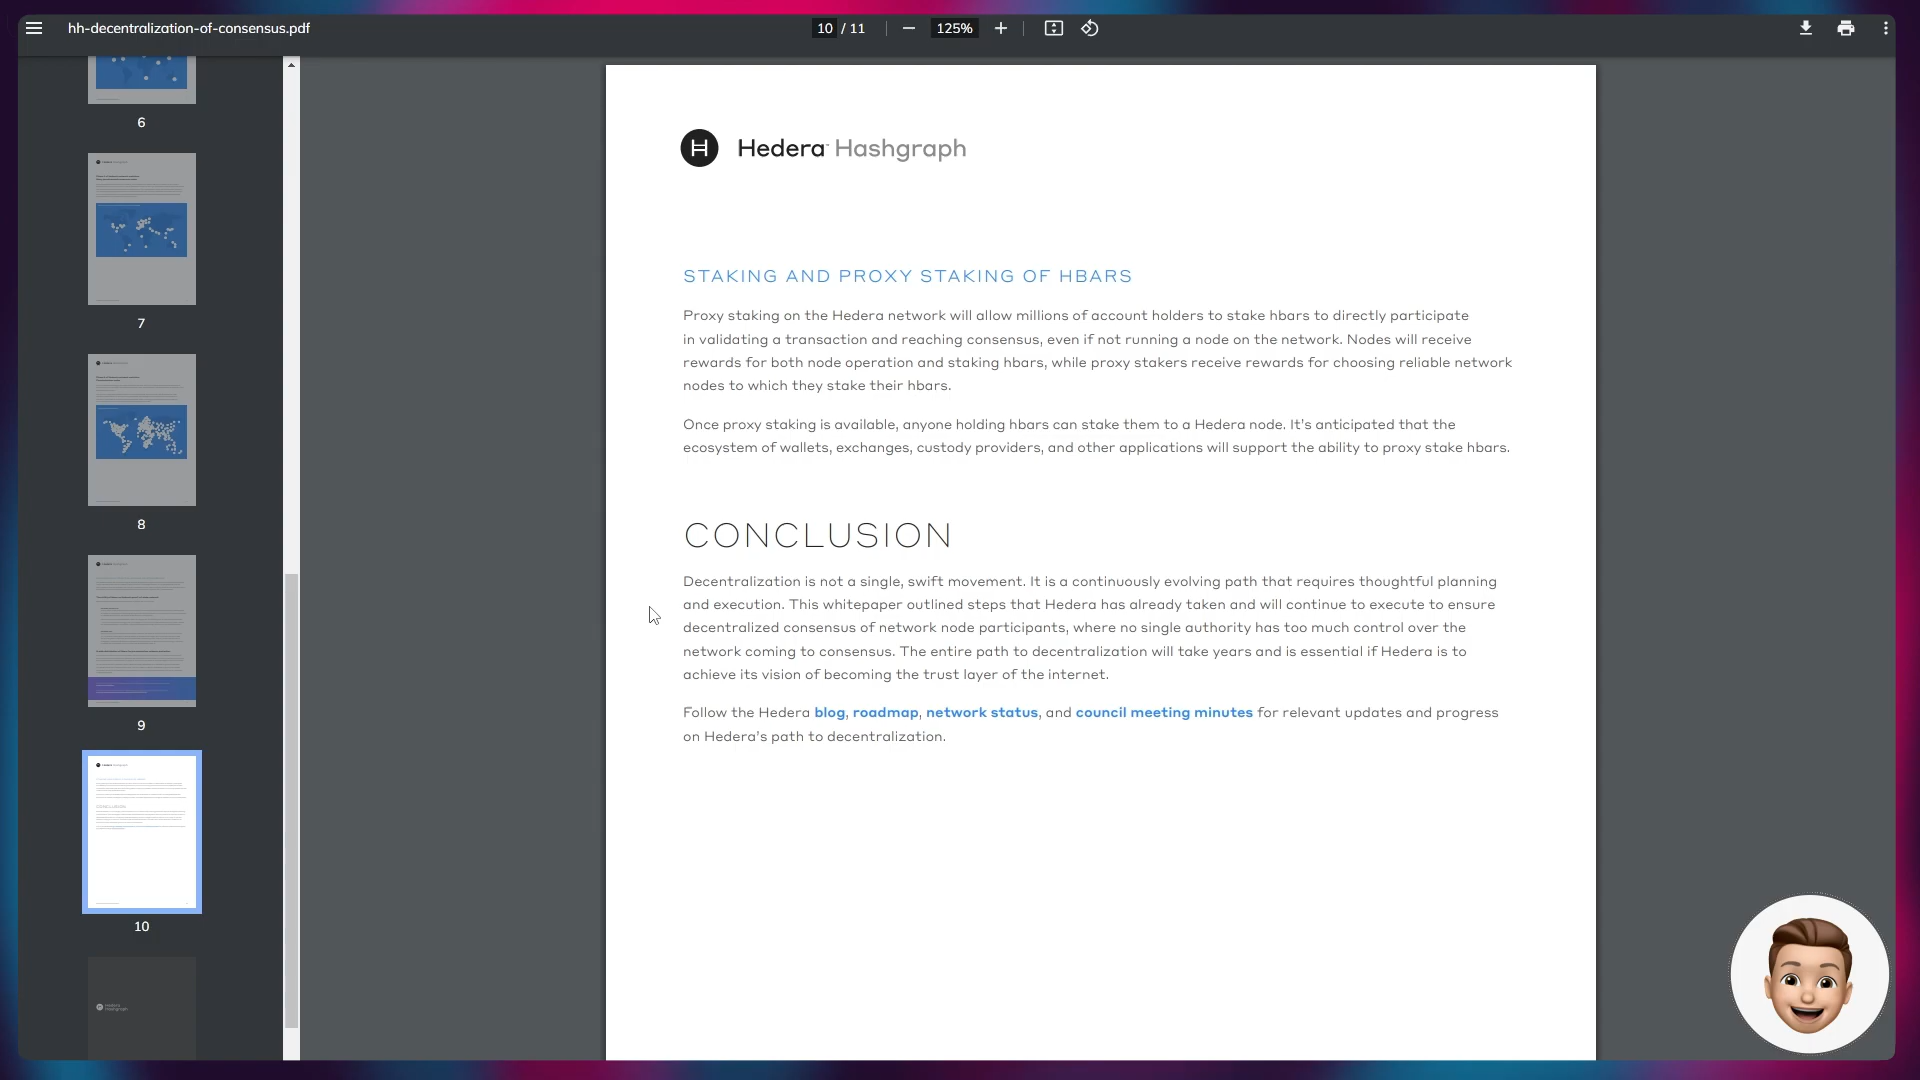 hh-decentralization-of-consensus.pdf
10 / 11
125%
6
7
8
9
10
H Hedera Hashgraph
STAKING AND PROXY STAKING OF HBARS
Proxy staking on the Hedera network will allow millions of account holders to stake hbars to directly participate
in validating a transaction and reaching consensus, even if not running a node on the network. Nodes will receive
rewards for both node operation and staking hbars, while proxy stakers receive rewards for choosing reliable network
nodes to which they stake their hbars.
Once proxy staking is available, anyone holding hbars can stake them to a Hedera node. It's anticipated that the
ecosystem of wallets, exchanges, custody providers, and other applications will support the ability to proxy stake hbars.
CONCLUSION
Decentralization is not a single, swift movement. It is a continuously evolving path that requires thoughtful planning
and execution. This whitepaper outlined steps that Hedera has already taken and will continue to execute to ensure
decentralized consensus of network node participants, where no single authority has too much control over the
network coming to consensus. The entire path to decentralization will take years and is essential if Hedera is to
achieve its vision of becoming the trust layer of the internet.
Follow the Hedera blog, roadmap, network status, and council meeting minutes for relevant updates and progress
on Hedera's path to decentralization.